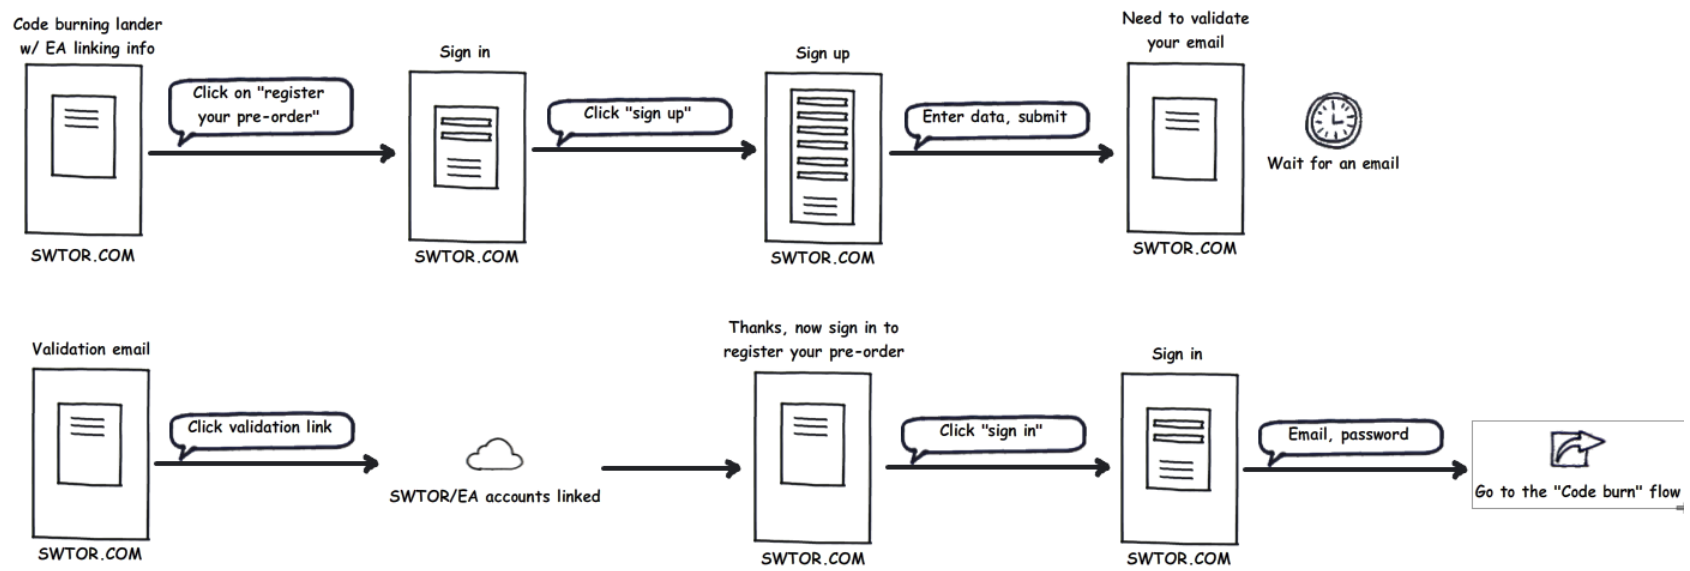 Code burning lander
w/ EA linking info
SWTOR.COM
Click on "register
your pre-order"
Sign in
SWTOR.COM
Click "sign up"
Sign up
SWTOR.COM
Enter data, submit
Need to validate
your email
SWTOR.COM
Wait for an email
Validation email
SWTOR.COM
Click validation link
SWTOR/EA accounts linked
Thanks, now sign in to
register your pre-order
SWTOR.COM
Click "sign in"
Sign in
SWTOR.COM
Email, password
Go to the "Code burn" flow